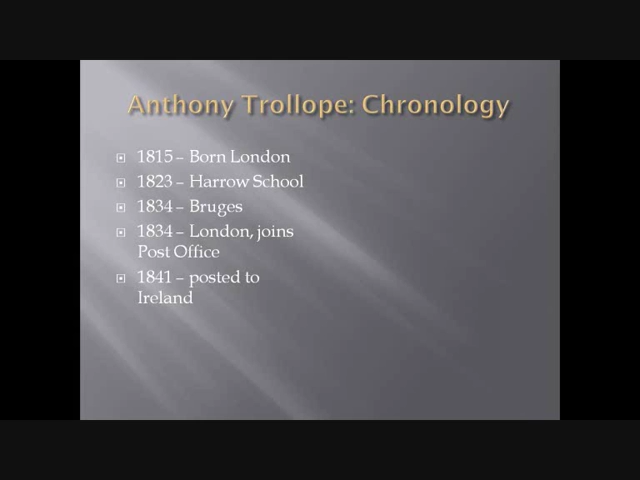 Anthony Trollope: Chronology
1815 – Born London
1823 – Harrow School
1834 – Bruges
1834 – London, joins
Post Office
1841 – posted to
Ireland